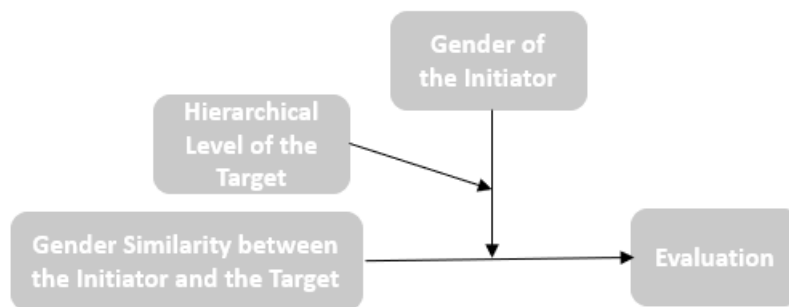 Gender of
the Initiator
Hierarchical
Level of the
Target
Gender Similarity between
the Initiator and the Target
Evaluation